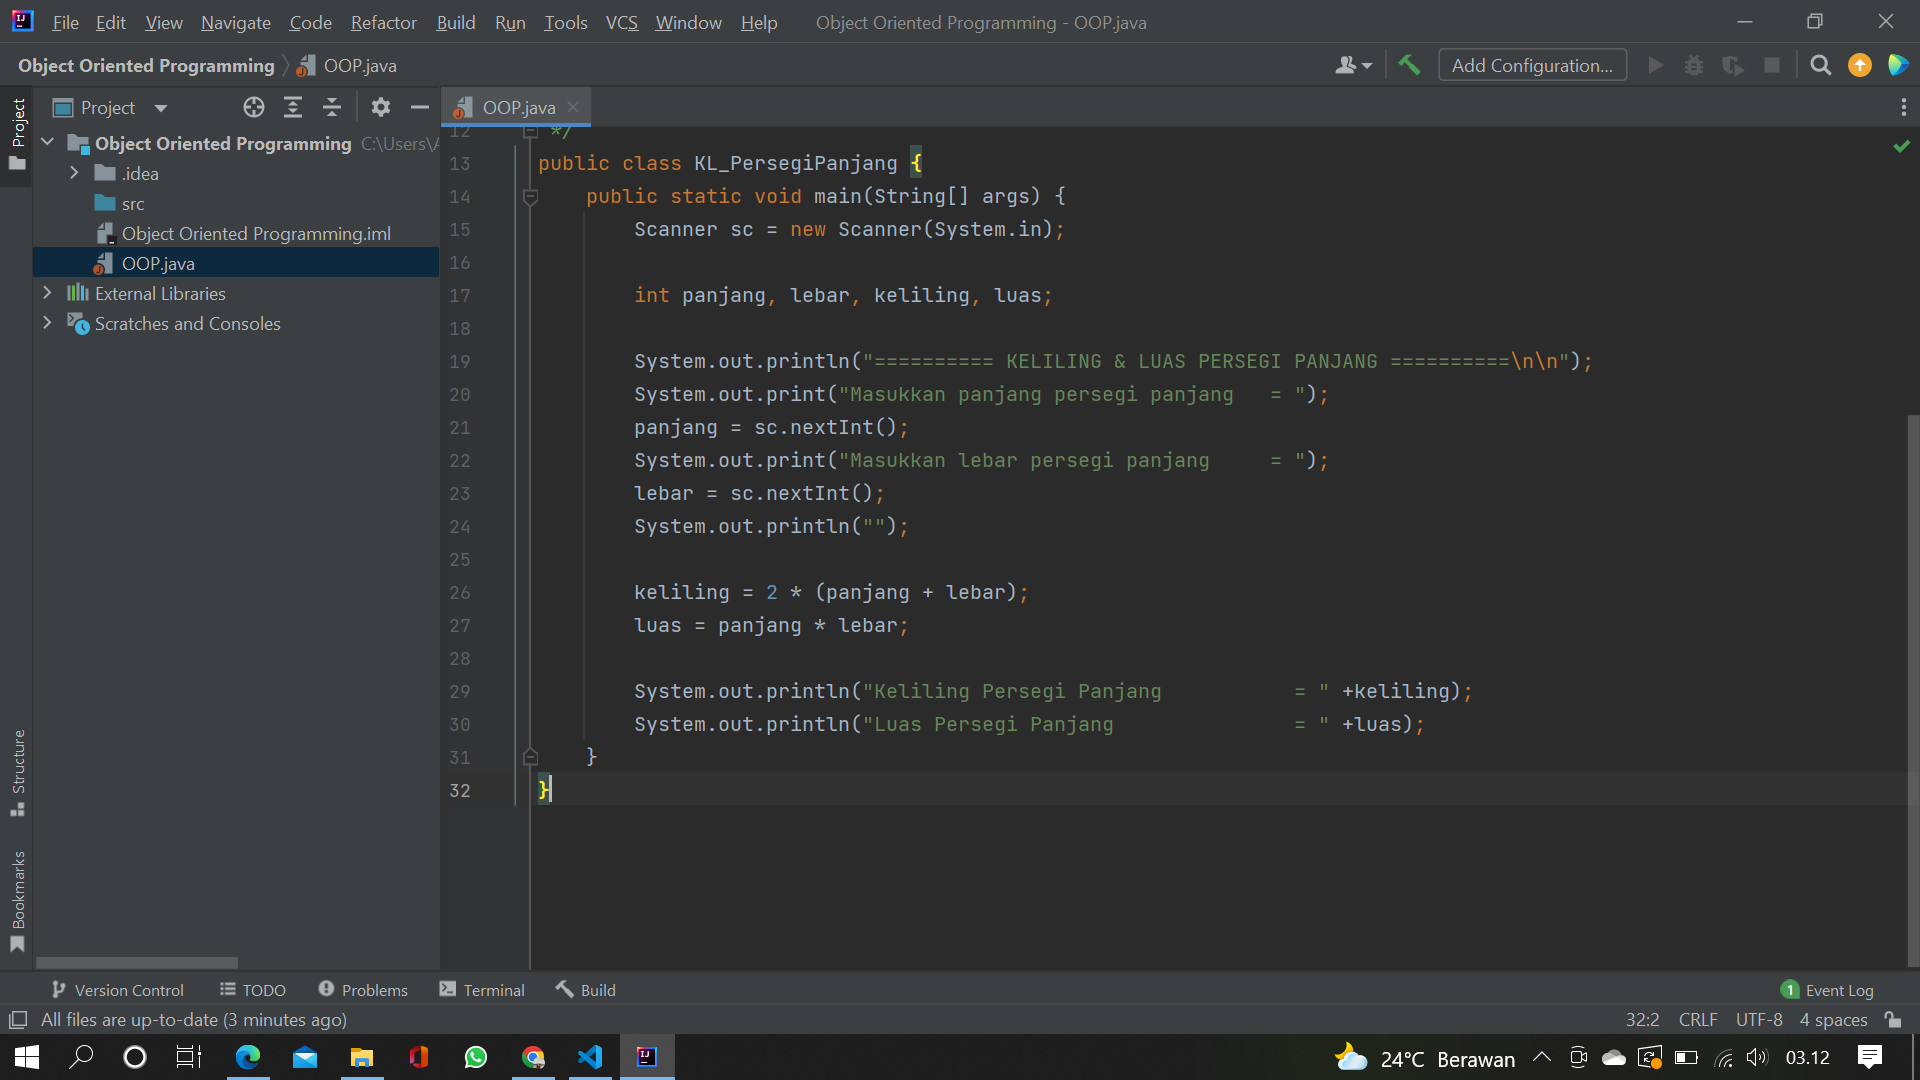 File Edit View Navigate Code Refactor Build Run Tools VCS Window Help Object Oriented Programming - OOP.java
Object Oriented Programming OOP.java Add Configuration...
Project
Project
OOP.java
Object Oriented Programming C:\Users\
.idea
src
Object Oriented Programming.iml
OOP.java
External Libraries
Scratches and Consoles
12 */
13 public class KL_PersegiPanjang {
14 public static void main(String[] args) {
15 Scanner sc = new Scanner(System.in);
16
17 int panjang, lebar, keliling, luas;
18
19 System.out.println("========== KELILING & LUAS PERSEGI PANJANG ==========\n\n");
20 System.out.print("Masukkan panjang persegi panjang   = ");
21 panjang = sc.nextInt();
22 System.out.print("Masukkan lebar persegi panjang     = ");
23 lebar = sc.nextInt();
24 System.out.println("");
25
26 keliling = 2 * (panjang + lebar);
27 luas = panjang * lebar;
28
29 System.out.println("Keliling Persegi Panjang           = " +keliling);
30 System.out.println("Luas Persegi Panjang               = " +luas);
31 }
32 }
Structure
Bookmarks
Version Control TODO Problems Terminal Build 1 Event Log
All files are up-to-date (3 minutes ago) 32:2 CRLF UTF-8 4 spaces
24°C Berawan 03.12